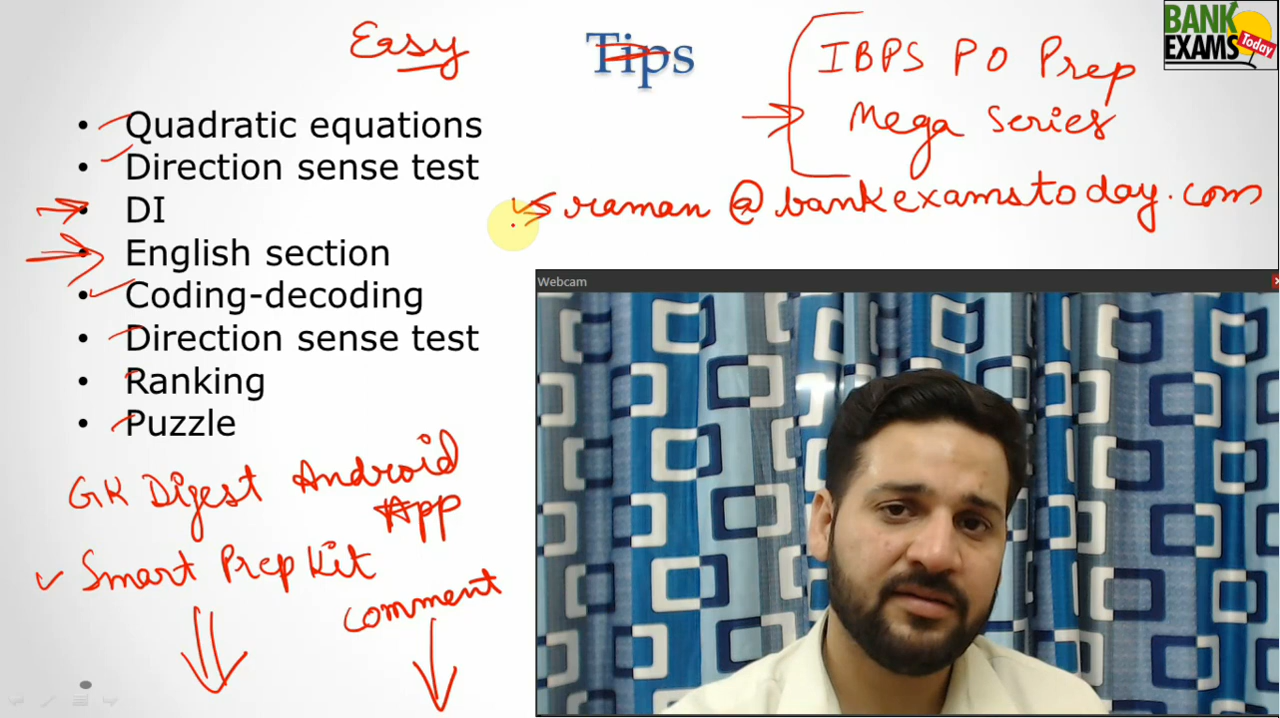 Easy
Tips
IBPS PO Prep
Mega Series
BANK
EXAMS
Today
raman@bankexamstoday.com
• Quadratic equations
• Direction sense test
• DI
• English section
• Coding-decoding
• Direction sense test
• Ranking
• Puzzle
GK Digest Android
App
Smart Prep Kit
Comment
Webcam